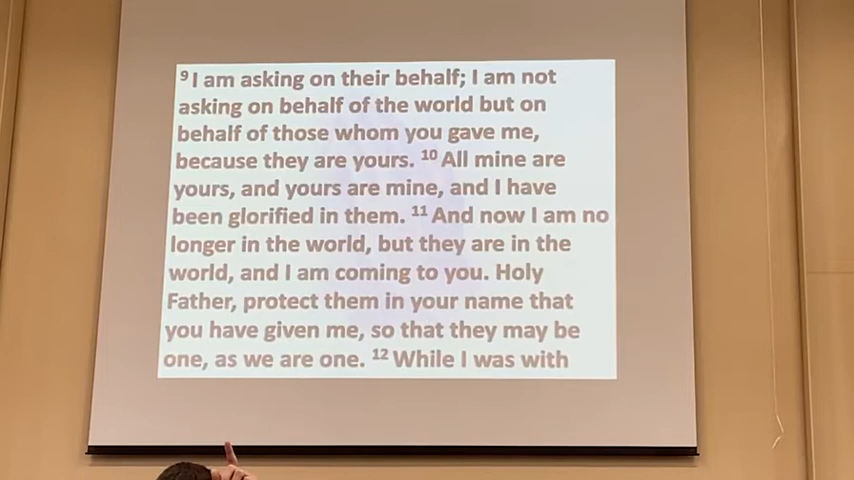 ⁹ I am asking on their behalf; I am not
asking on behalf of the world but on
behalf of those whom you gave me,
because they are yours. ¹⁰ All mine are
yours, and yours are mine, and I have
been glorified in them. ¹¹ And now I am no
longer in the world, but they are in the
world, and I am coming to you. Holy
Father, protect them in your name that
you have given me, so that they may be
one, as we are one. ¹² While I was with